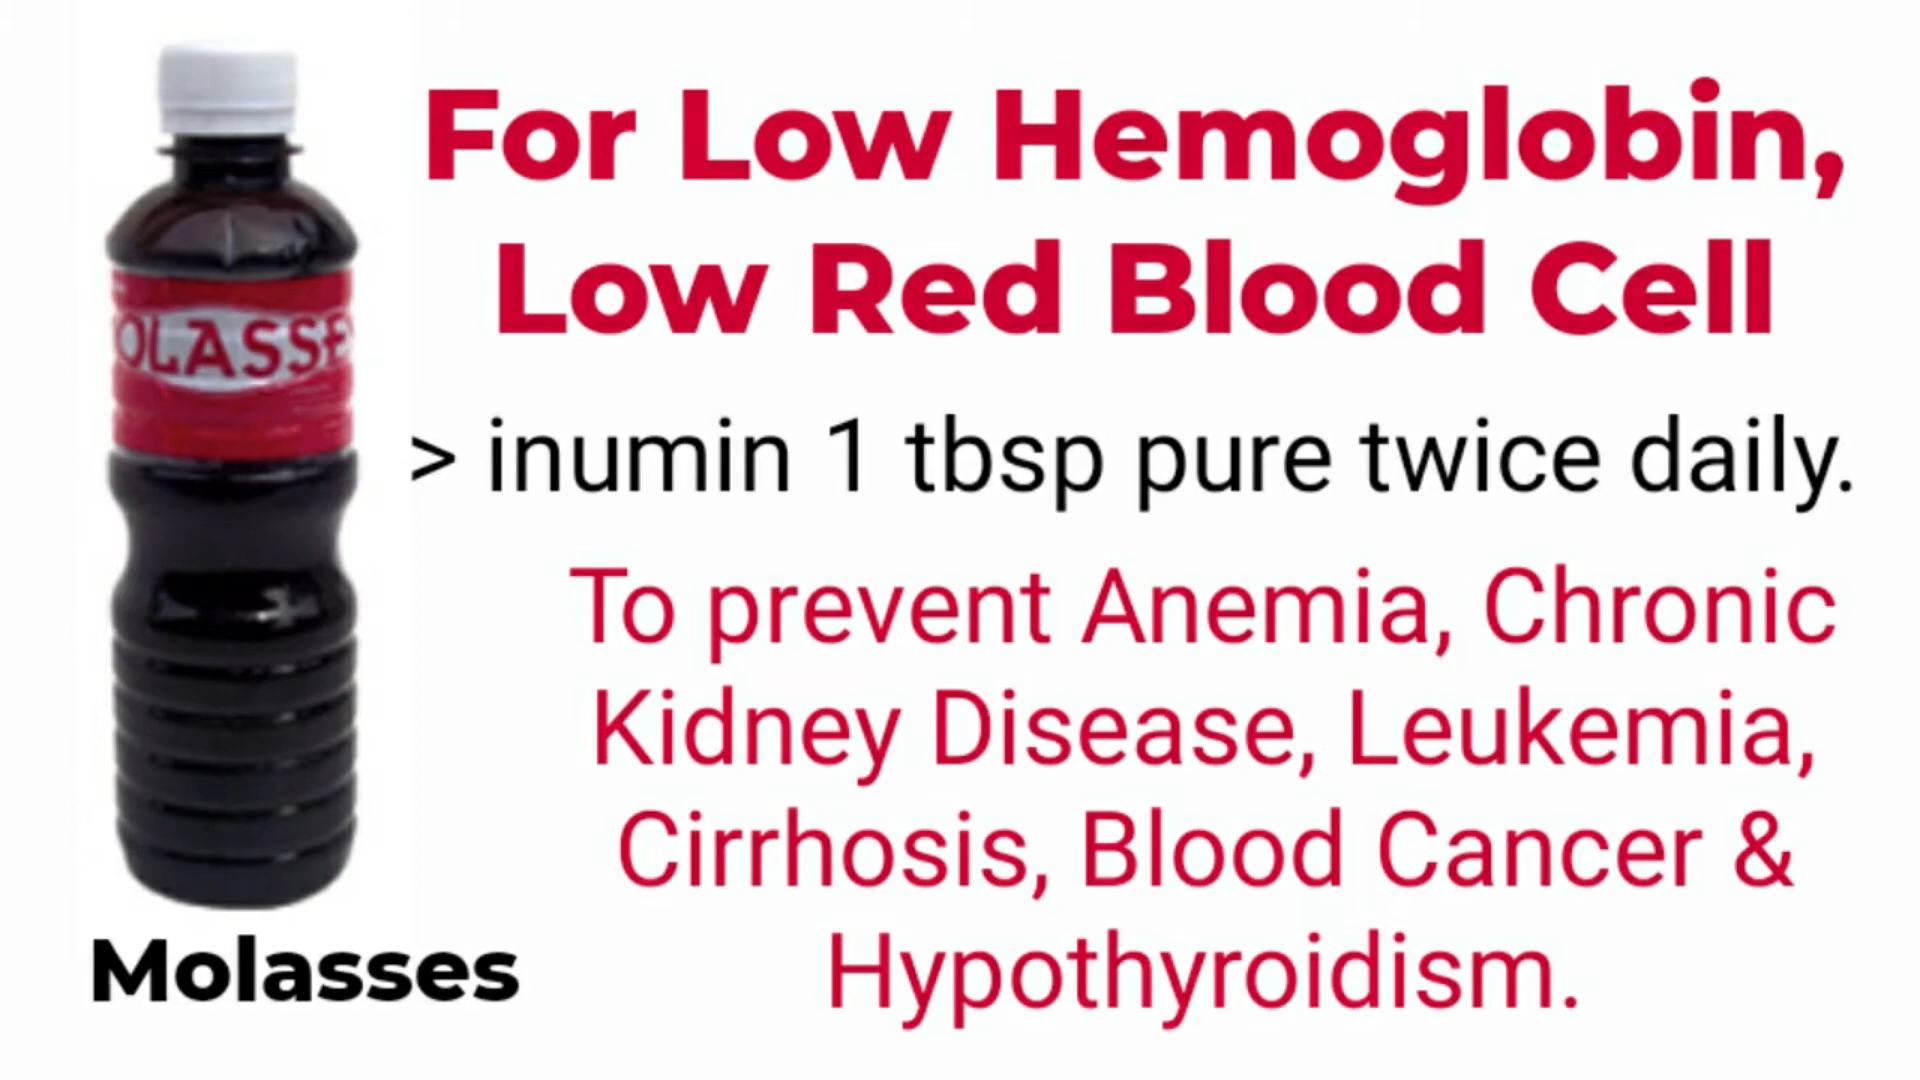 For Low Hemoglobin,
Low Red Blood Cell
OLASSE
> inumin 1 tbsp pure twice daily.
To prevent Anemia, Chronic
Kidney Disease, Leukemia,
Cirrhosis, Blood Cancer &
Hypothyroidism.
Molasses